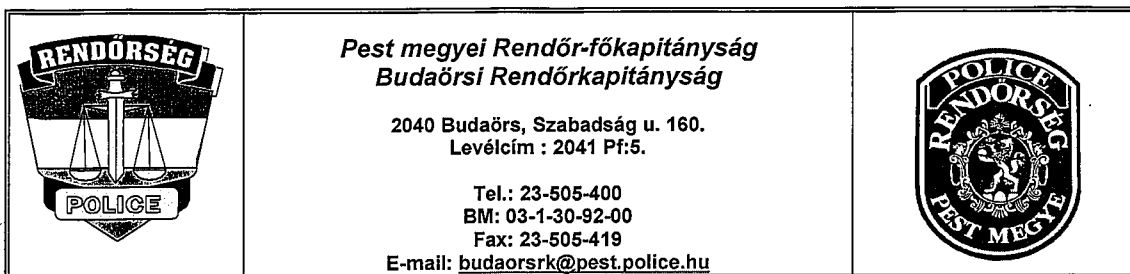 RENDŐRSÉG
POLICE
Pest megyei Rendőr-főkapitányság
Budaörsi Rendőrkapitányság
2040 Budaörs, Szabadság u. 160.
Levélcím : 2041 Pf:5.
Tel.: 23-505-400
BM: 03-1-30-92-00
Fax: 23-505-419
E-mail: budaorsrk@pest.police.hu
POLICE
RENDŐRSÉG
PEST MEGYE